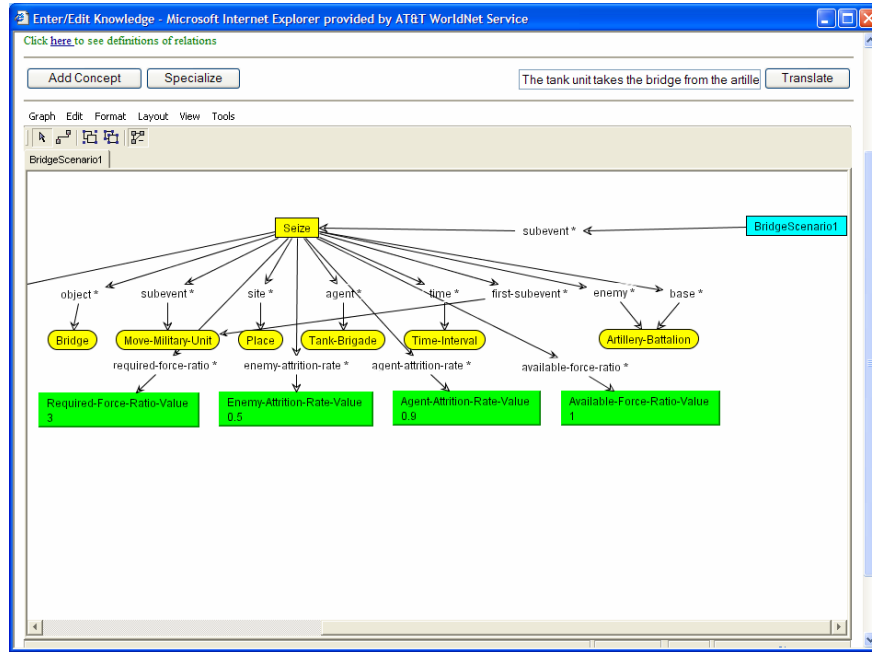 Enter/Edit Knowledge - Microsoft Internet Explorer provided by AT&T WorldNet Service
Click here to see definitions of relations
Add Concept Specialize The tank unit takes the bridge from the artille Translate
Graph Edit Format Layout View Tools
BridgeScenario1
Seize subevent * BridgeScenario1
object * subevent * site * agent * time * first-subevent * enemy * base *
Bridge Move-Military-Unit Place Tank-Brigade Time-Interval Artillery-Battalion
required-force-ratio * enemy-attrition-rate * agent-attrition-rate * available-force-ratio *
Required-Force-Ratio-Value Enemy-Attrition-Rate-Value Agent-Attrition-Rate-Value Available-Force-Ratio-Value
3 0.5 0.9 1